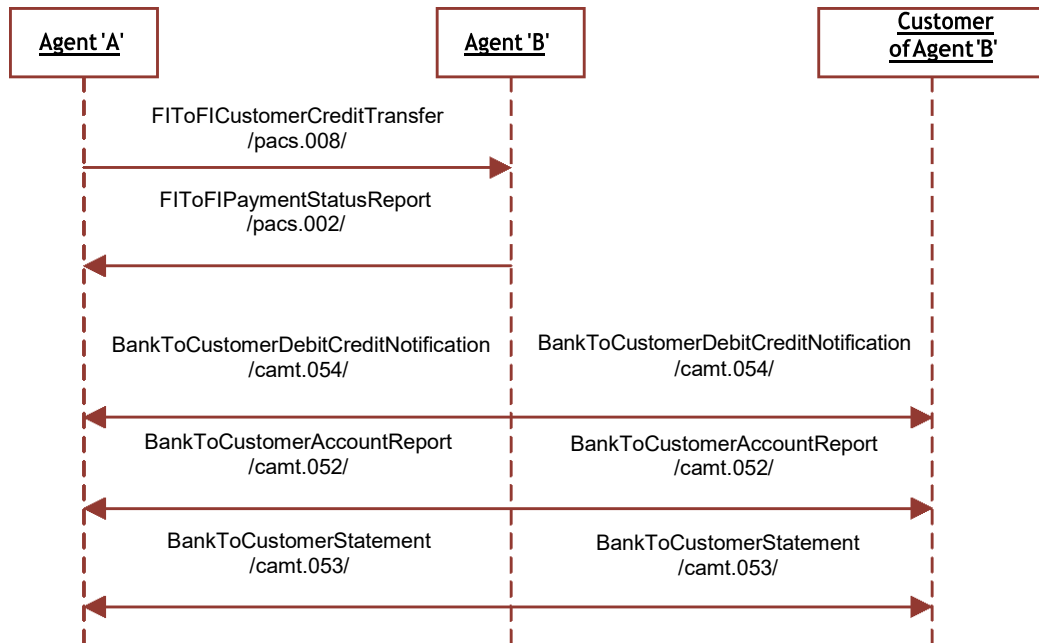 Agent 'A'
Agent 'B'
Customer
of Agent 'B'
FIToFICustomerCreditTransfer
/pacs.008/
FIToFIPaymentStatusReport
/pacs.002/
BankToCustomerDebitCreditNotification
/camt.054/
BankToCustomerDebitCreditNotification
/camt.054/
BankToCustomerAccountReport
/camt.052/
BankToCustomerAccountReport
/camt.052/
BankToCustomerStatement
/camt.053/
BankToCustomerStatement
/camt.053/